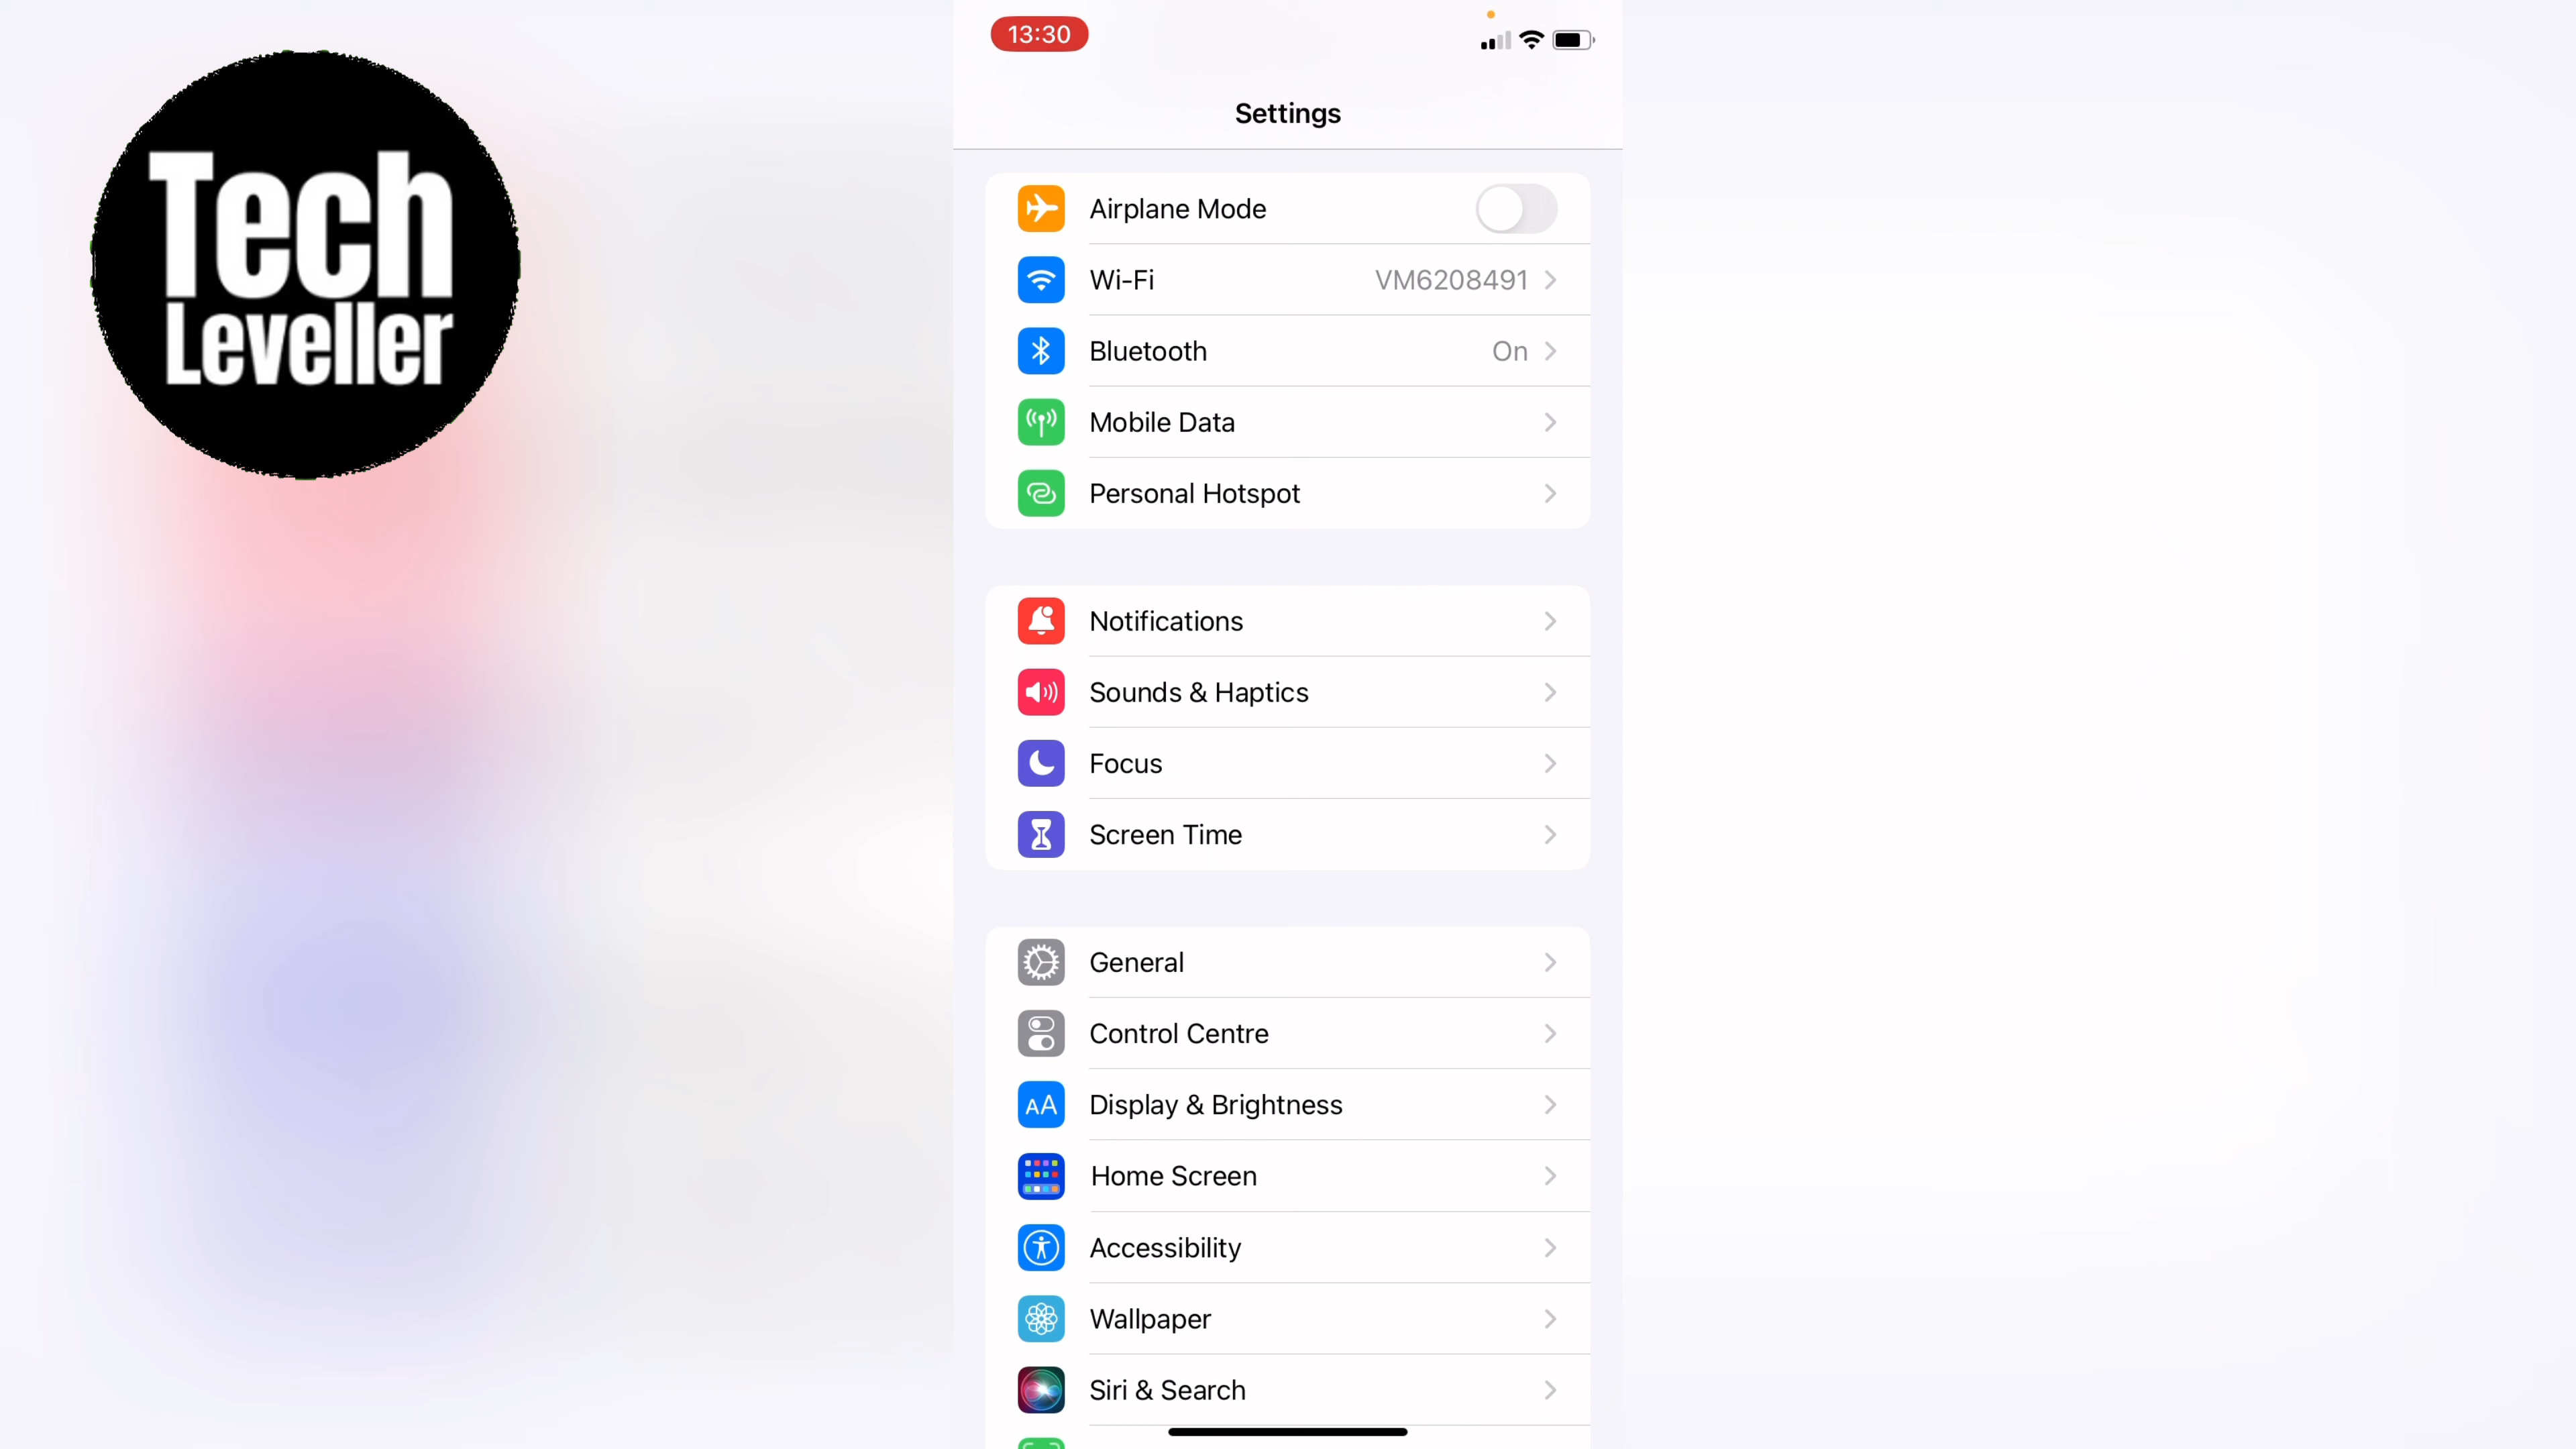 Tech
Leveller
13:30
Settings
Airplane Mode
Wi-Fi VM6208491
Bluetooth On
Mobile Data
Personal Hotspot
Notifications
Sounds & Haptics
Focus
Screen Time
General
Control Centre
AA Display & Brightness
Home Screen
Accessibility
Wallpaper
Siri & Search